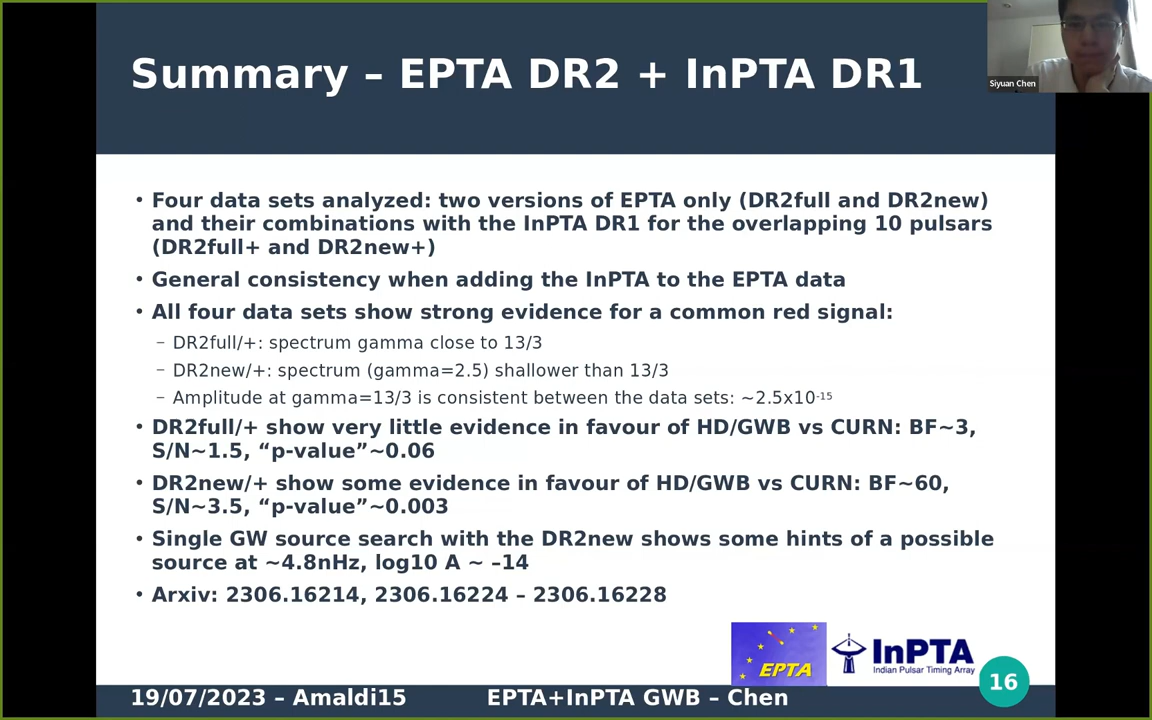 Summary – EPTA DR2 + InPTA DR1
Siyuan Chen
• Four data sets analyzed: two versions of EPTA only (DR2full and DR2new)
and their combinations with the InPTA DR1 for the overlapping 10 pulsars
(DR2full+ and DR2new+)
• General consistency when adding the InPTA to the EPTA data
• All four data sets show strong evidence for a common red signal:
– DR2full/+: spectrum gamma close to 13/3
– DR2new/+: spectrum (gamma=2.5) shallower than 13/3
– Amplitude at gamma=13/3 is consistent between the data sets: ~2.5x10⁻¹⁵
• DR2full/+ show very little evidence in favour of HD/GWB vs CURN: BF~3,
S/N~1.5, “p-value”~0.06
• DR2new/+ show some evidence in favour of HD/GWB vs CURN: BF~60,
S/N~3.5, “p-value”~0.003
• Single GW source search with the DR2new shows some hints of a possible
source at ~4.8nHz, log10 A ~ –14
• Arxiv: 2306.16214, 2306.16224 – 2306.16228
EPTA
InPTA
Indian Pulsar Timing Array
16
19/07/2023 – Amaldi15
EPTA+InPTA GWB – Chen